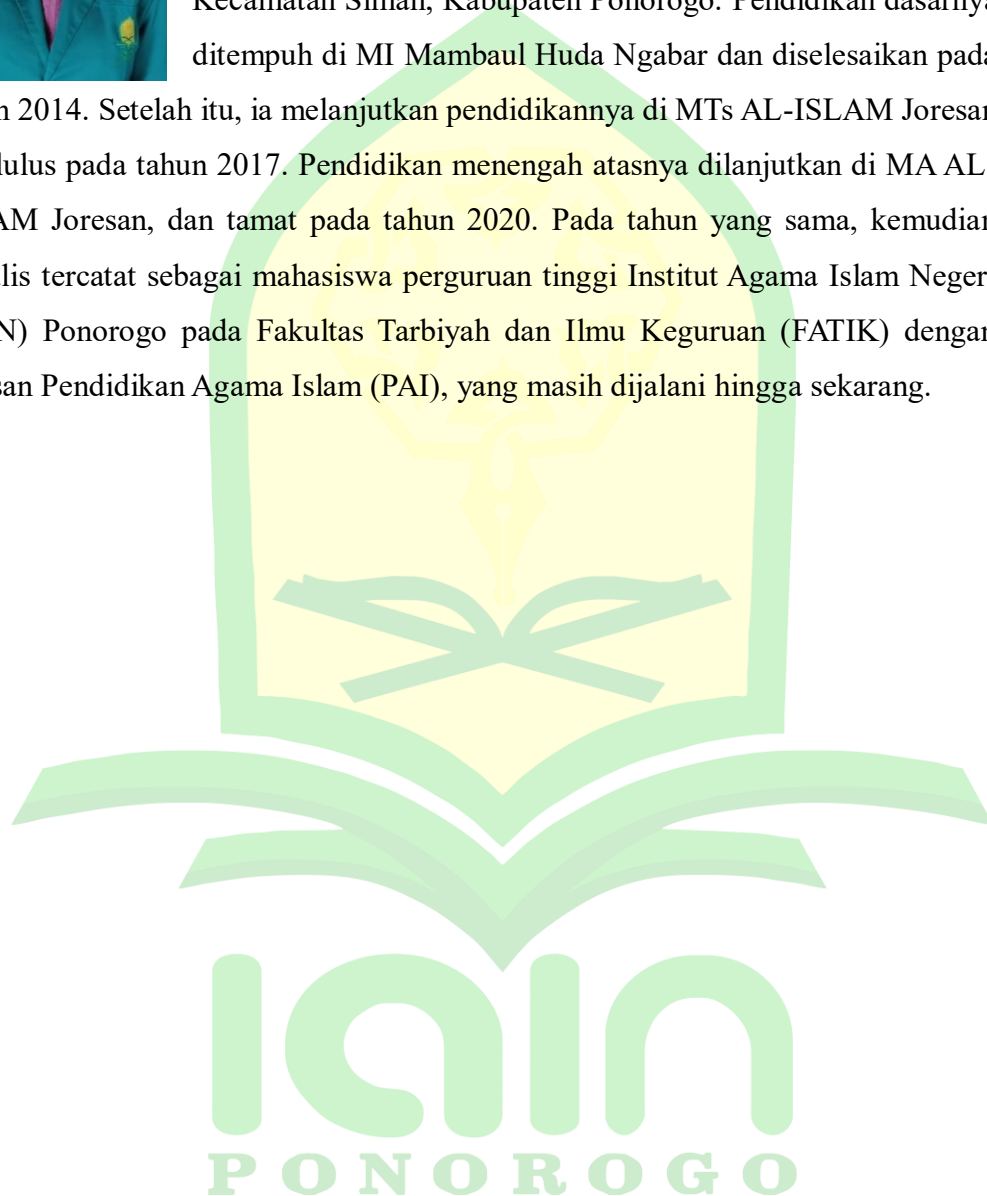 Kecamatan Siman, Kabupaten Ponorogo. Pendidikan dasarnya
ditempuh di MI Mambaul Huda Ngabar dan diselesaikan pada
n 2014. Setelah itu, ia melanjutkan pendidikannya di MTs AL-ISLAM Joresan
lulus pada tahun 2017. Pendidikan menengah atasnya dilanjutkan di MA AL-
AM Joresan, dan tamat pada tahun 2020. Pada tahun yang sama, kemudian
lis tercatat sebagai mahasiswa perguruan tinggi Institut Agama Islam Neger
N) Ponorogo pada Fakultas Tarbiyah dan Ilmu Keguruan (FATIK) dengan
san Pendidikan Agama Islam (PAI), yang masih dijalani hingga sekarang.
IAIN
PONOROGO